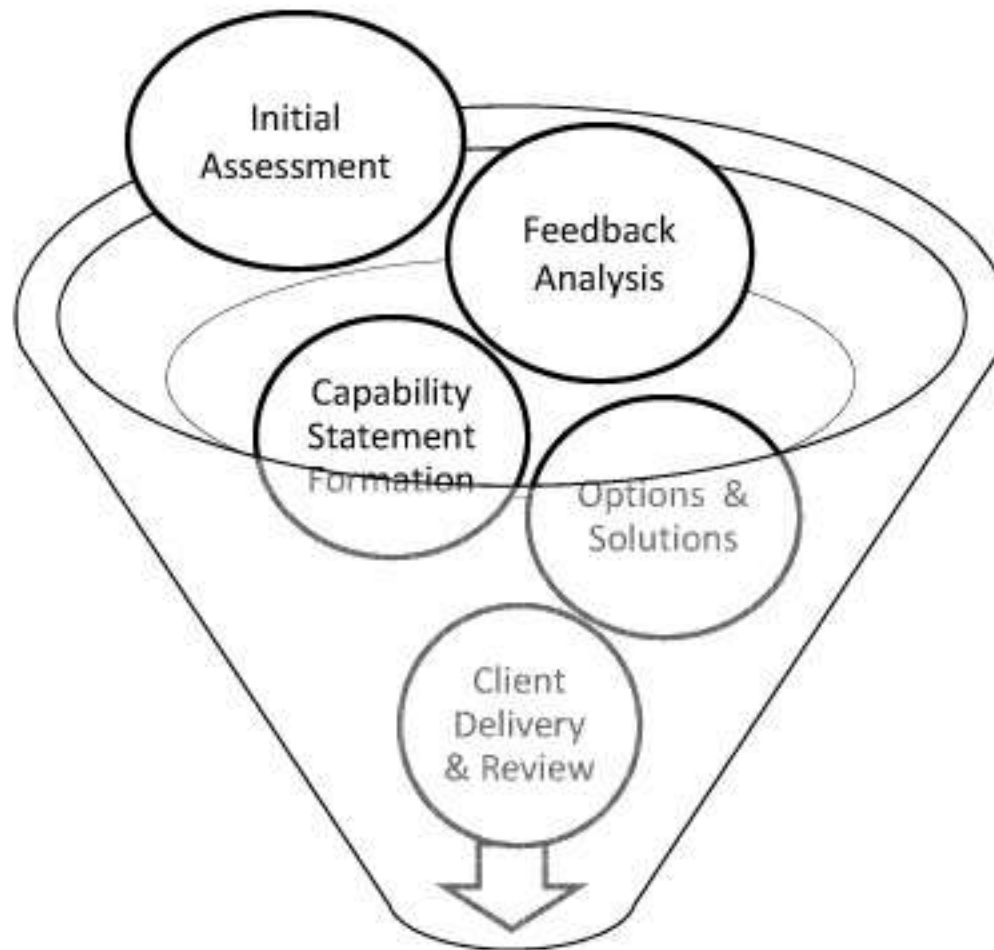 Initial
Assessment
Feedback
Analysis
Capability
Statement
Formation
Options & 
Solutions
Client
Delivery
& Review